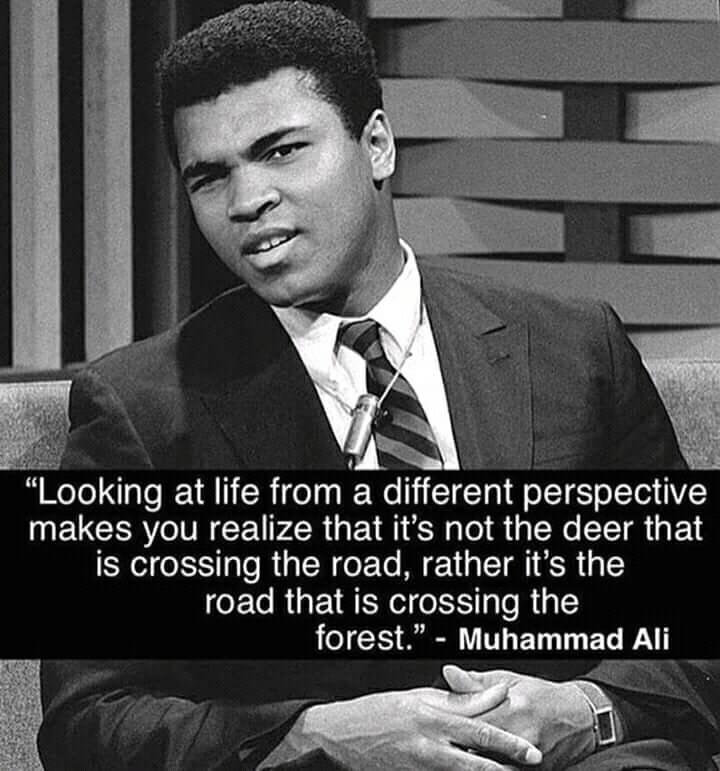 “Looking at life from a different perspective
makes you realize that it’s not the deer that
is crossing the road, rather it’s the
road that is crossing the
forest.” - Muhammad Ali